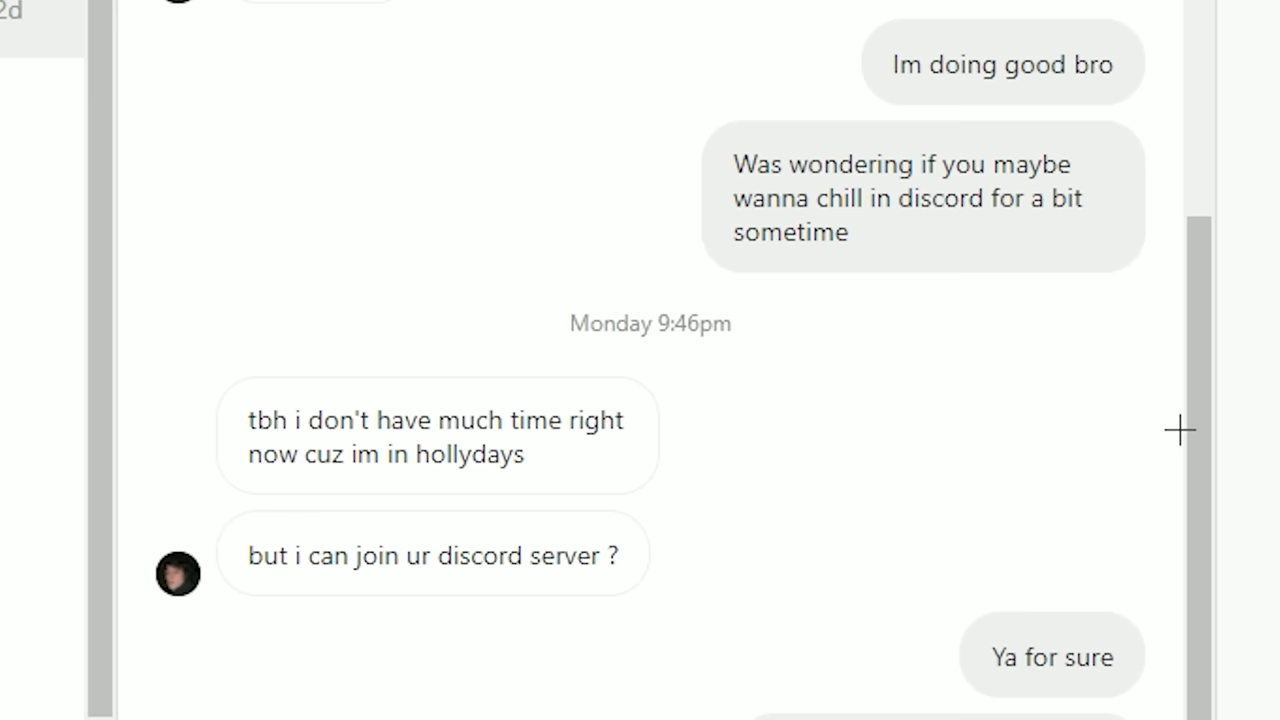 2d
Im doing good bro
Was wondering if you maybe
wanna chill in discord for a bit
sometime
Monday 9:46pm
tbh i don't have much time right
now cuz im in hollydays
but i can join ur discord server ?
Ya for sure